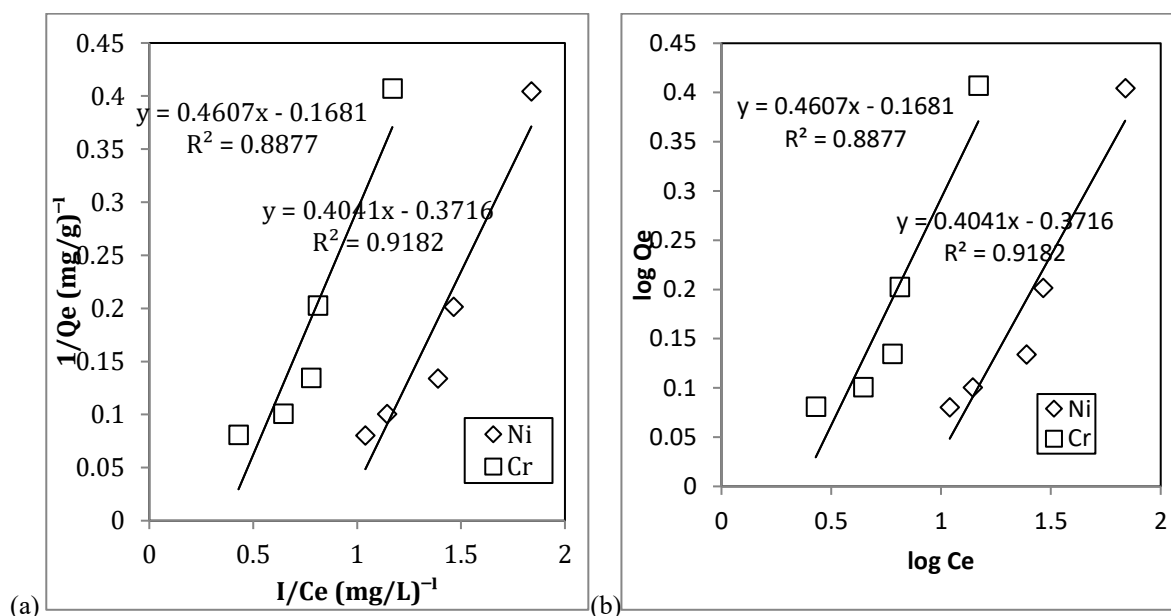 0.45
0.4
0.35
0.3
0.25
0.2
0.15
0.1
0.05
0
0
0.5
1
1.5
2
1/Qe (mg/g)⁻¹
I/Ce (mg/L)⁻¹
y = 0.4607x - 0.1681
R² = 0.8877
y = 0.4041x - 0.3716
R² = 0.9182
Ni
Cr
(a)
0.45
0.4
0.35
0.3
0.25
0.2
0.15
0.1
0.05
0
0
0.5
1
1.5
2
log Qe
log Ce
y = 0.4607x - 0.1681
R² = 0.8877
y = 0.4041x - 0.3716
R² = 0.9182
Ni
Cr
(b)